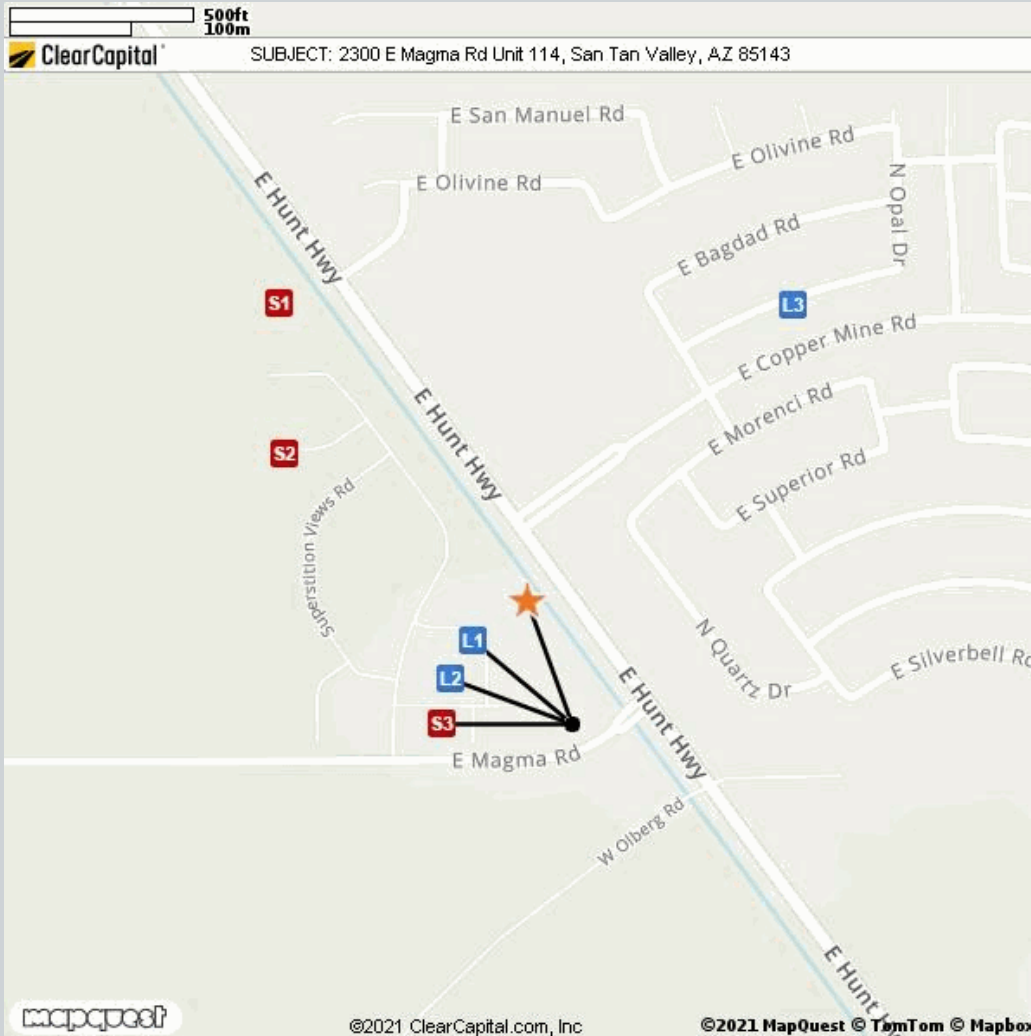 500ft
100m
ClearCapital
SUBJECT: 2300 E Magma Rd Unit 114, San Tan Valley, AZ 85143
E San Manuel Rd
E Olivine Rd
E Olivine Rd
N Opal Dr
E Hunt Hwy
E Bagdad Rd
S1
L3
E Copper Mine Rd
E Hunt Hwy
E Morenci Rd
S2
E Superior Rd
Superstition Views Rd
L1
N Quartz Dr
E Silverbell Rd
L2
E Hunt Hwy
S3
E Magma Rd
W Olberg Rd
E Hunt H
mapquest
©2021 ClearCapital.com, Inc
©2021 MapQuest © TomTom © Mapbox